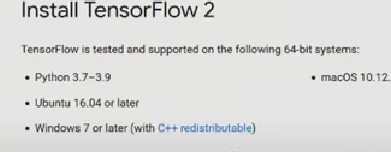 Install TensorFlow 2
TensorFlow is tested and supported on the following 64-bit systems:
• Python 3.7–3.9
• macOS 10.12.
• Ubuntu 16.04 or later
• Windows 7 or later (with C++ redistributable)